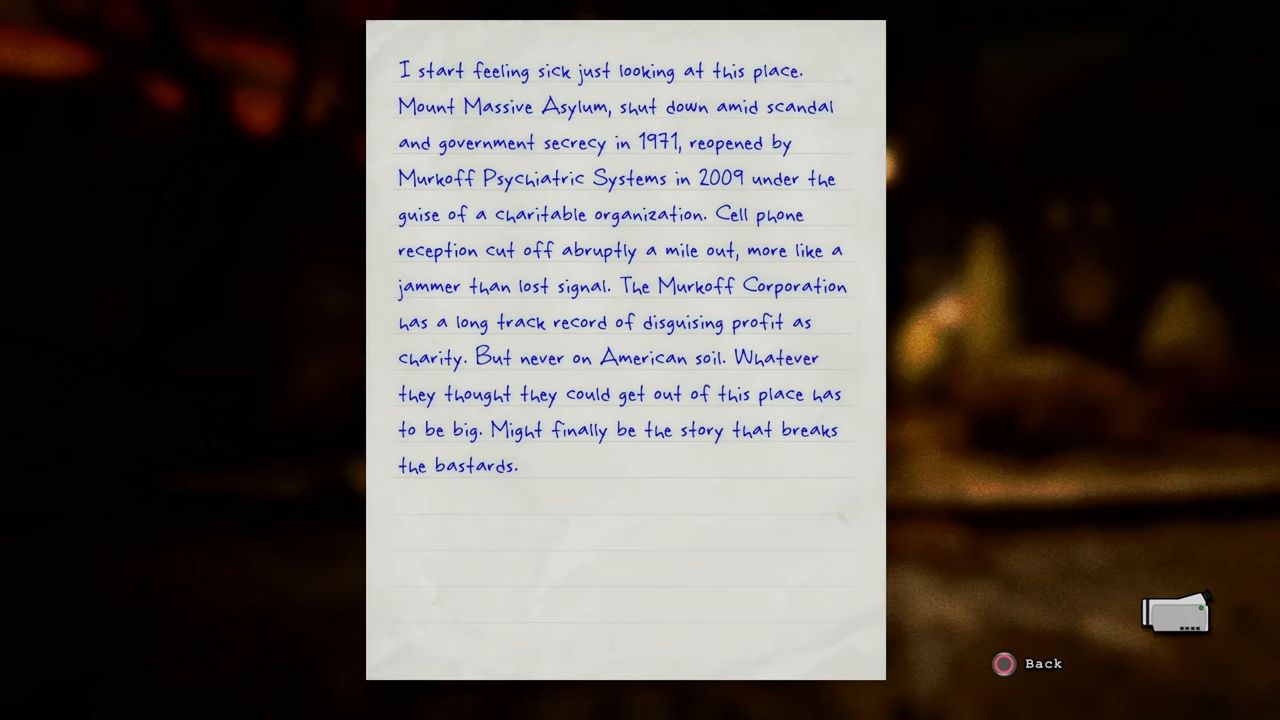 I start feeling sick just looking at this place.
Mount Massive Asylum, shut down amid scandal
and government secrecy in 1971, reopened by
Murkoff Psychiatric Systems in 2009 under the
guise of a charitable organization. Cell phone
reception cut off abruptly a mile out, more like a
jammer than lost signal. The Murkoff Corporation
has a long track record of disguising profit as
charity. But never on American soil. Whatever
they thought they could get out of this place has
to be big. Might finally be the story that breaks
the bastards.
Back